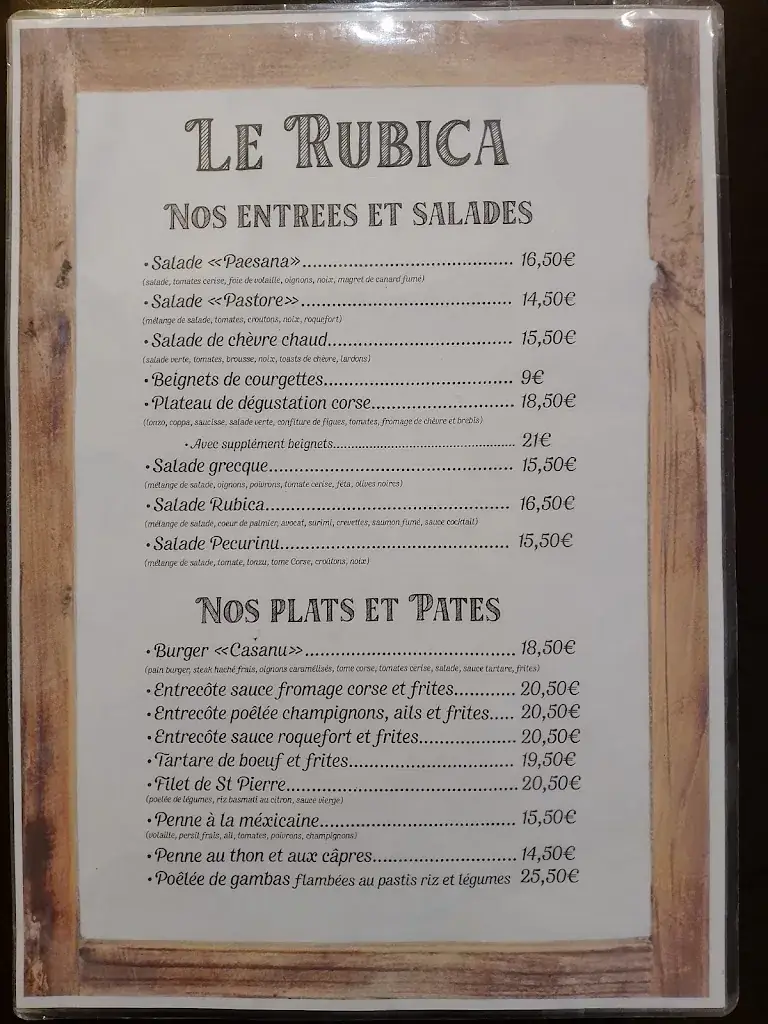 LE RUBICA
NOS ENTREES ET SALADES
•Salade «Paesana».................................... 16,50€
(salade, tomates cerise, foie de volaille, oignons, noix, magret de canard fumé)
•Salade «Pastore».................................... 14,50€
(mélange de salade, tomates, croutons, noix, roquefort)
•Salade de chèvre chaud............................... 15,50€
(salade verte, tomates, brousse, noix, toasts de chèvre, lardons)
•Beignets de courgettes................................ 9€
•Plateau de dégustation corse........................ 18,50€
(lonzo, coppa, saucisse, salade verte, confiture de figues, tomates, fromage de chèvre et brebis)
•Avec supplément beignets.................................................... 21€
•Salade grecque......................................... 15,50€
(mélange de salade, oignons, poivrons, tomate cerise, féta, olives noires)
•Salade Rubica.......................................... 16,50€
(mélange de salade, coeur de palmier, avocat, surimi, crevettes, saumon fumé, sauce cocktail)
•Salade Pecurinu....................................... 15,50€
(mélange de salade, tomate, lonzu, tome Corse, croûtons, noix)
NOS PLATS ET PATES
•Burger «Casanu»................................... 18,50€
(pain burger, steak haché frais, oignons caramélisés, tome corse, tomates cerise, salade, sauce tartare, frites)
•Entrecôte sauce fromage corse et frites........... 20,50€
•Entrecôte poêlée champignons, ails et frites..... 20,50€
•Entrecôte sauce roquefort et frites................ 20,50€
•Tartare de boeuf et frites............................ 19,50€
•Filet de St Pierre...................................... 20,50€
(poelée de légumes, riz basmati au citron, sauce vierge)
•Penne à la méxicaine................................. 15,50€
(volaille, persil frais, ail, tomates, poivrons, champignons)
•Penne au thon et aux câpres........................ 14,50€
•Poêlée de gambas flambées au pastis riz et légumes 25,50€